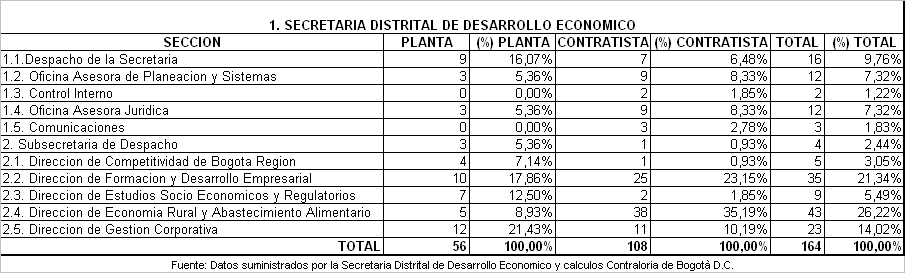 1. SECRETARIA DISTRITAL DE DESARROLLO ECONOMICO
SECCION PLANTA (%) PLANTA CONTRATISTA (%) CONTRATISTA TOTAL (%) TOTAL
1.1.Despacho de la Secretaria 9 16,07% 7 6,48% 16 9,76%
1.2. Oficina Asesora de Planeacion y Sistemas 3 5,36% 9 8,33% 12 7,32%
1.3. Control Interno 0 0,00% 2 1,85% 2 1,22%
1.4. Oficina Asesora Juridica 3 5,36% 9 8,33% 12 7,32%
1.5. Comunicaciones 0 0,00% 3 2,78% 3 1,83%
2. Subsecretaria de Despacho 3 5,36% 1 0,93% 4 2,44%
2.1. Direccion de Competitividad de Bogota Region 4 7,14% 1 0,93% 5 3,05%
2.2. Direccion de Formacion y Desarrollo Empresarial 10 17,86% 25 23,15% 35 21,34%
2.3. Direccion de Estudios Socio Economicos y Regulatorios 7 12,50% 2 1,85% 9 5,49%
2.4. Direccion de Economia Rural y Abastecimiento Alimentario 5 8,93% 38 35,19% 43 26,22%
2.5. Direccion de Gestion Corporativa 12 21,43% 11 10,19% 23 14,02%
TOTAL 56 100,00% 108 100,00% 164 100,00%
Fuente: Datos suministrados por la Secretaria Distrital de Desarrollo Economico y calculos Contraloria de Bogotà D.C.